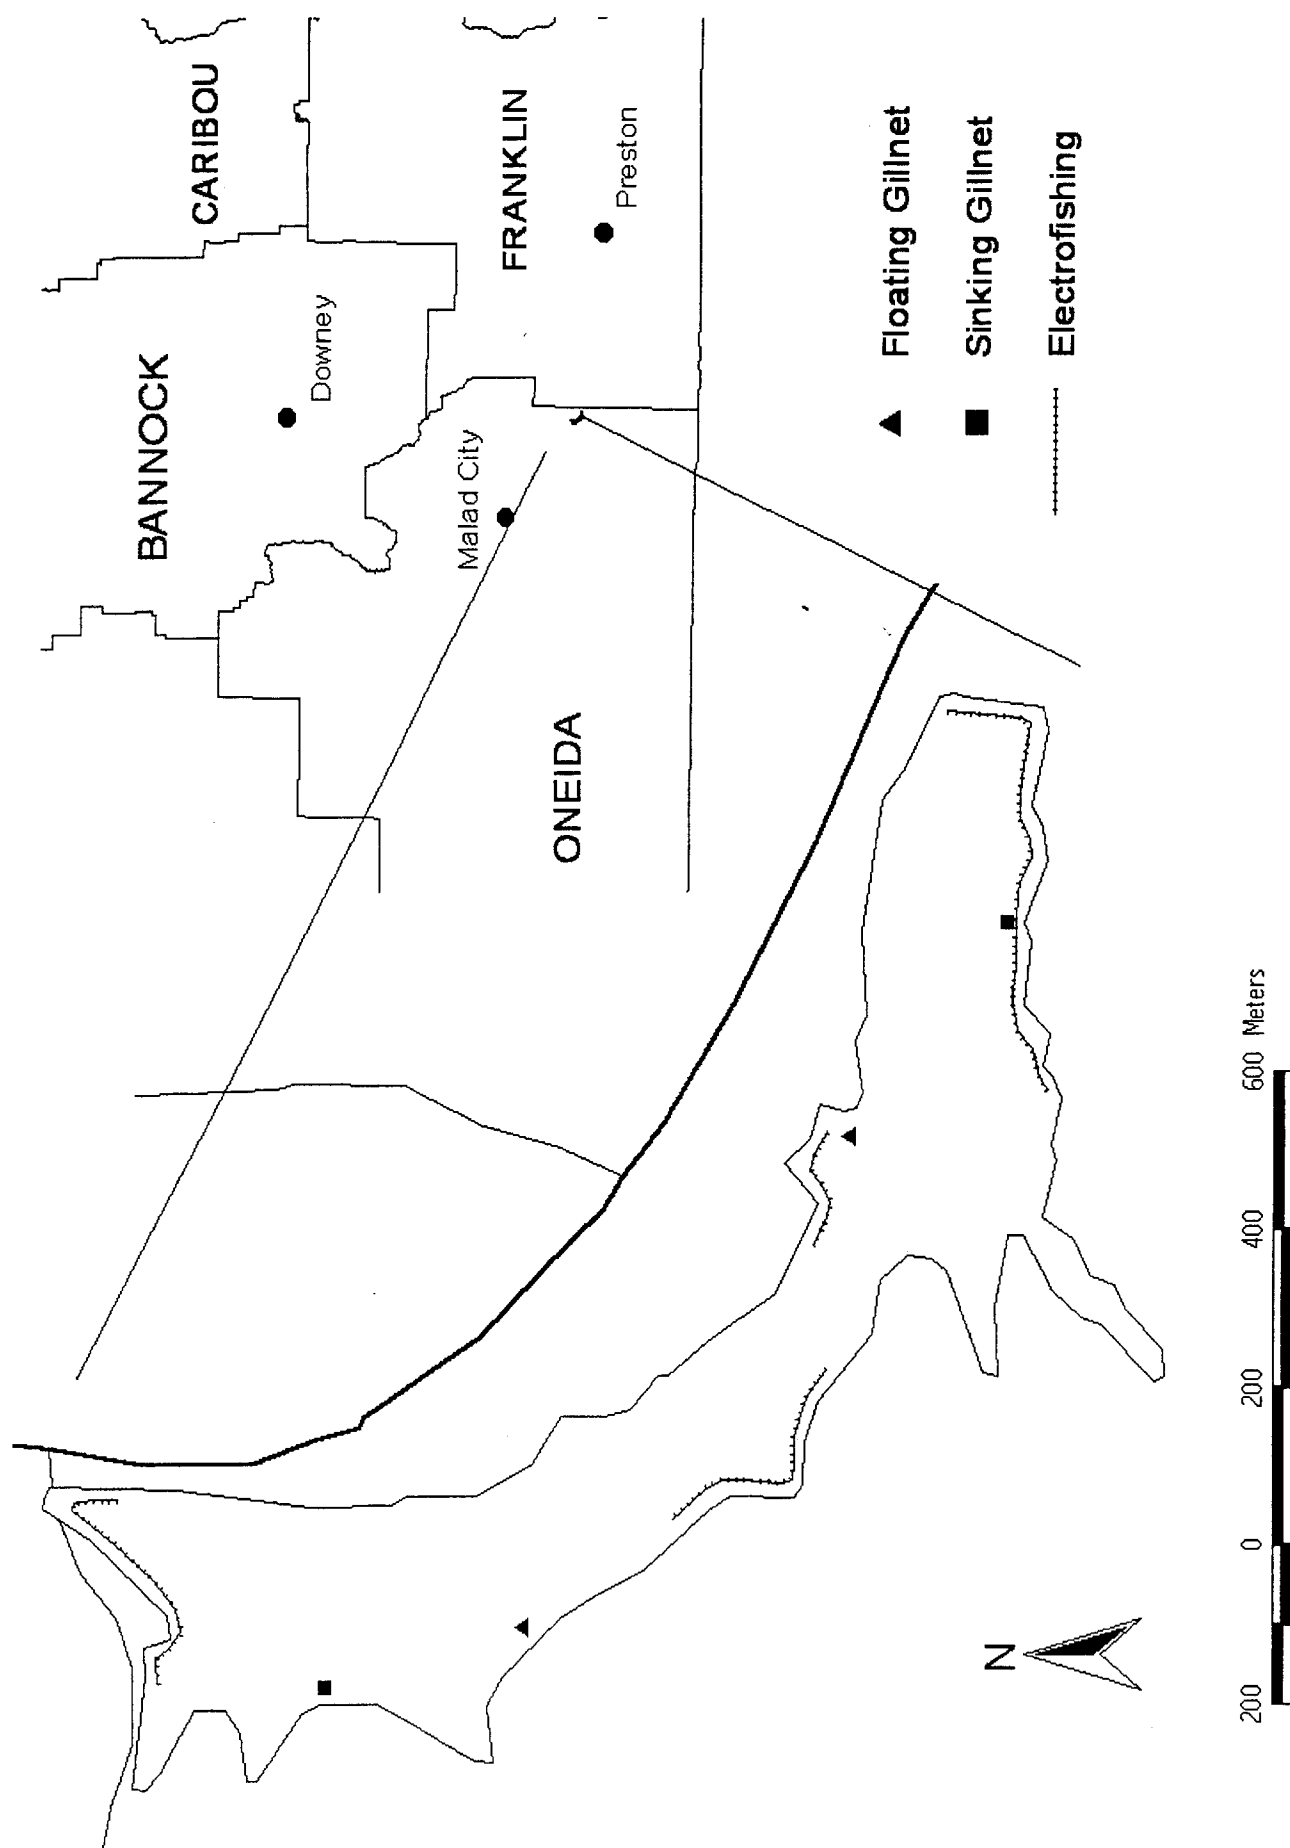 CARIBOU
BANNOCK
Downey
FRANKLIN
Preston
Malad City
ONEIDA
Floating Gillnet
Sinking Gillnet
Electrofishing
N
200 0 200 400 600 Meters